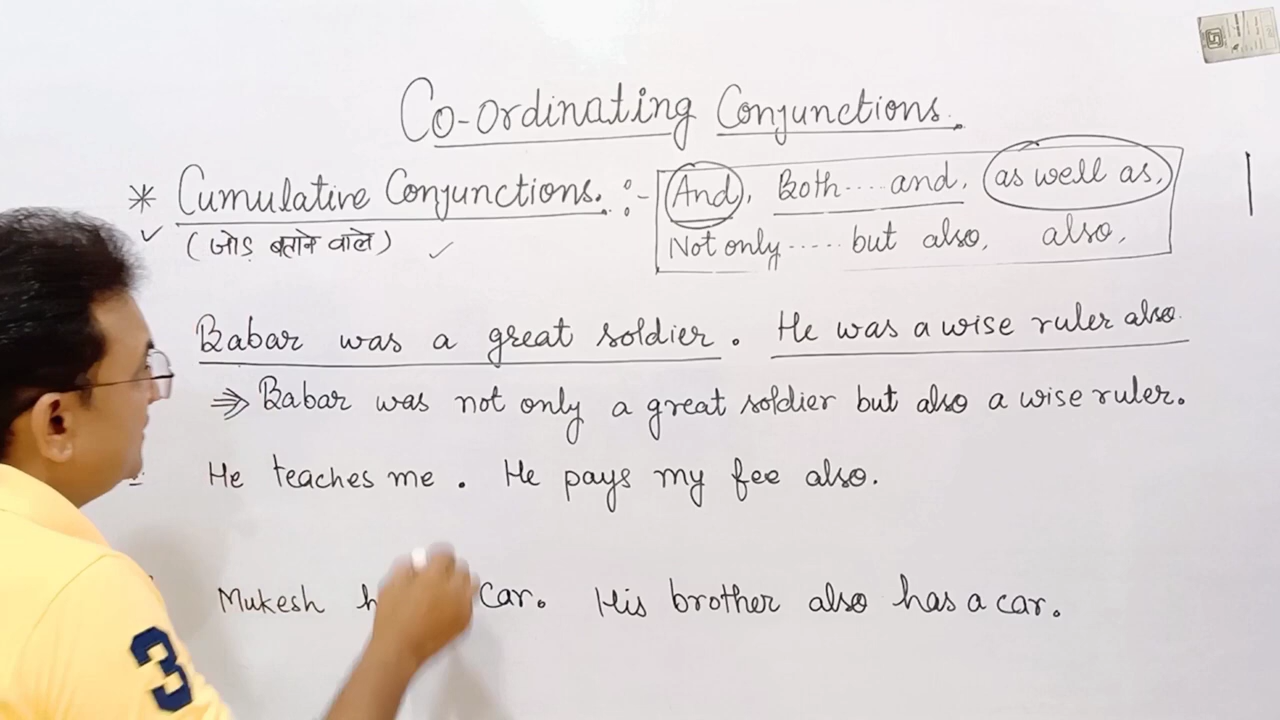 Co-ordinating Conjunctions.
* Cumulative Conjunctions. :- And, Both.... and, as well as,
(जोड़ बताने वाले) Not only ..... but also, also,
Babar was a great soldier. He was a wise ruler also.
⇒ Babar was not only a great soldier but also a wise ruler.
He teaches me. He pays my fee also.
Mukesh h car. His brother also has a car.
3